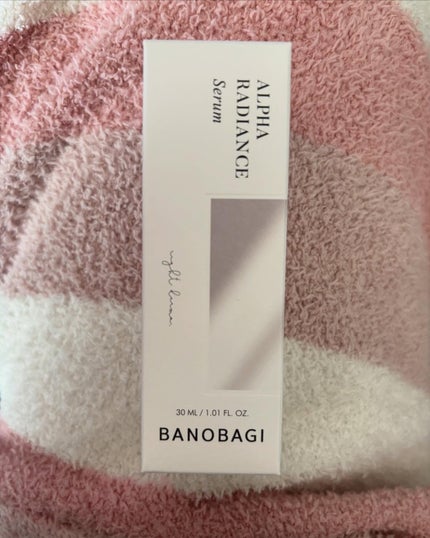 ALPHA
RADIANCE
Serum
30 ML / 1.01 FL. OZ.
BANOBAGI